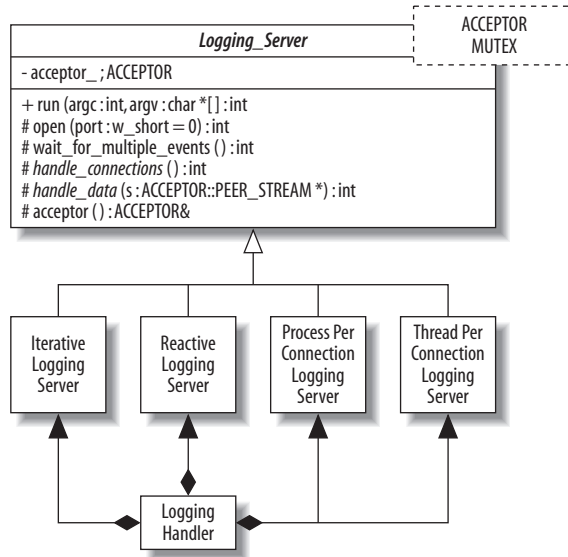 Logging_Server
ACCEPTOR
MUTEX
- acceptor_ ; ACCEPTOR
+ run (argc : int, argv : char *[] ) : int
# open (port : w_short = 0) : int
# wait_for_multiple_events () : int
# handle_connections () : int
# handle_data (s : ACCEPTOR::PEER_STREAM *) : int
# acceptor () : ACCEPTOR&
Iterative
Logging
Server
Reactive
Logging
Server
Process Per
Connection
Logging
Server
Thread Per
Connection
Logging
Server
Logging
Handler